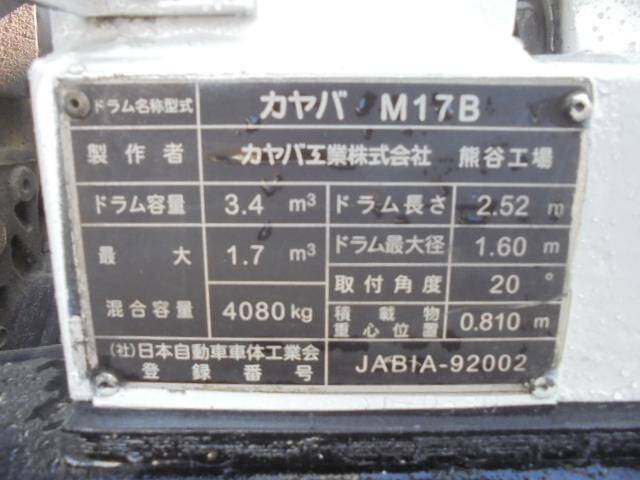 ドラム名称型式 カヤバ M17B
製作者 カヤバ工業株式会社 熊谷工場
ドラム容量 3.4 m³ ドラム長さ 2.52 m
最大 1.7 m³ ドラム最大径 1.60 m
混合容量 4080kg 取付角度 20°
積載物重心位置 0.810 m
(社)日本自動車車体工業会
登録番号 JABIA-92002